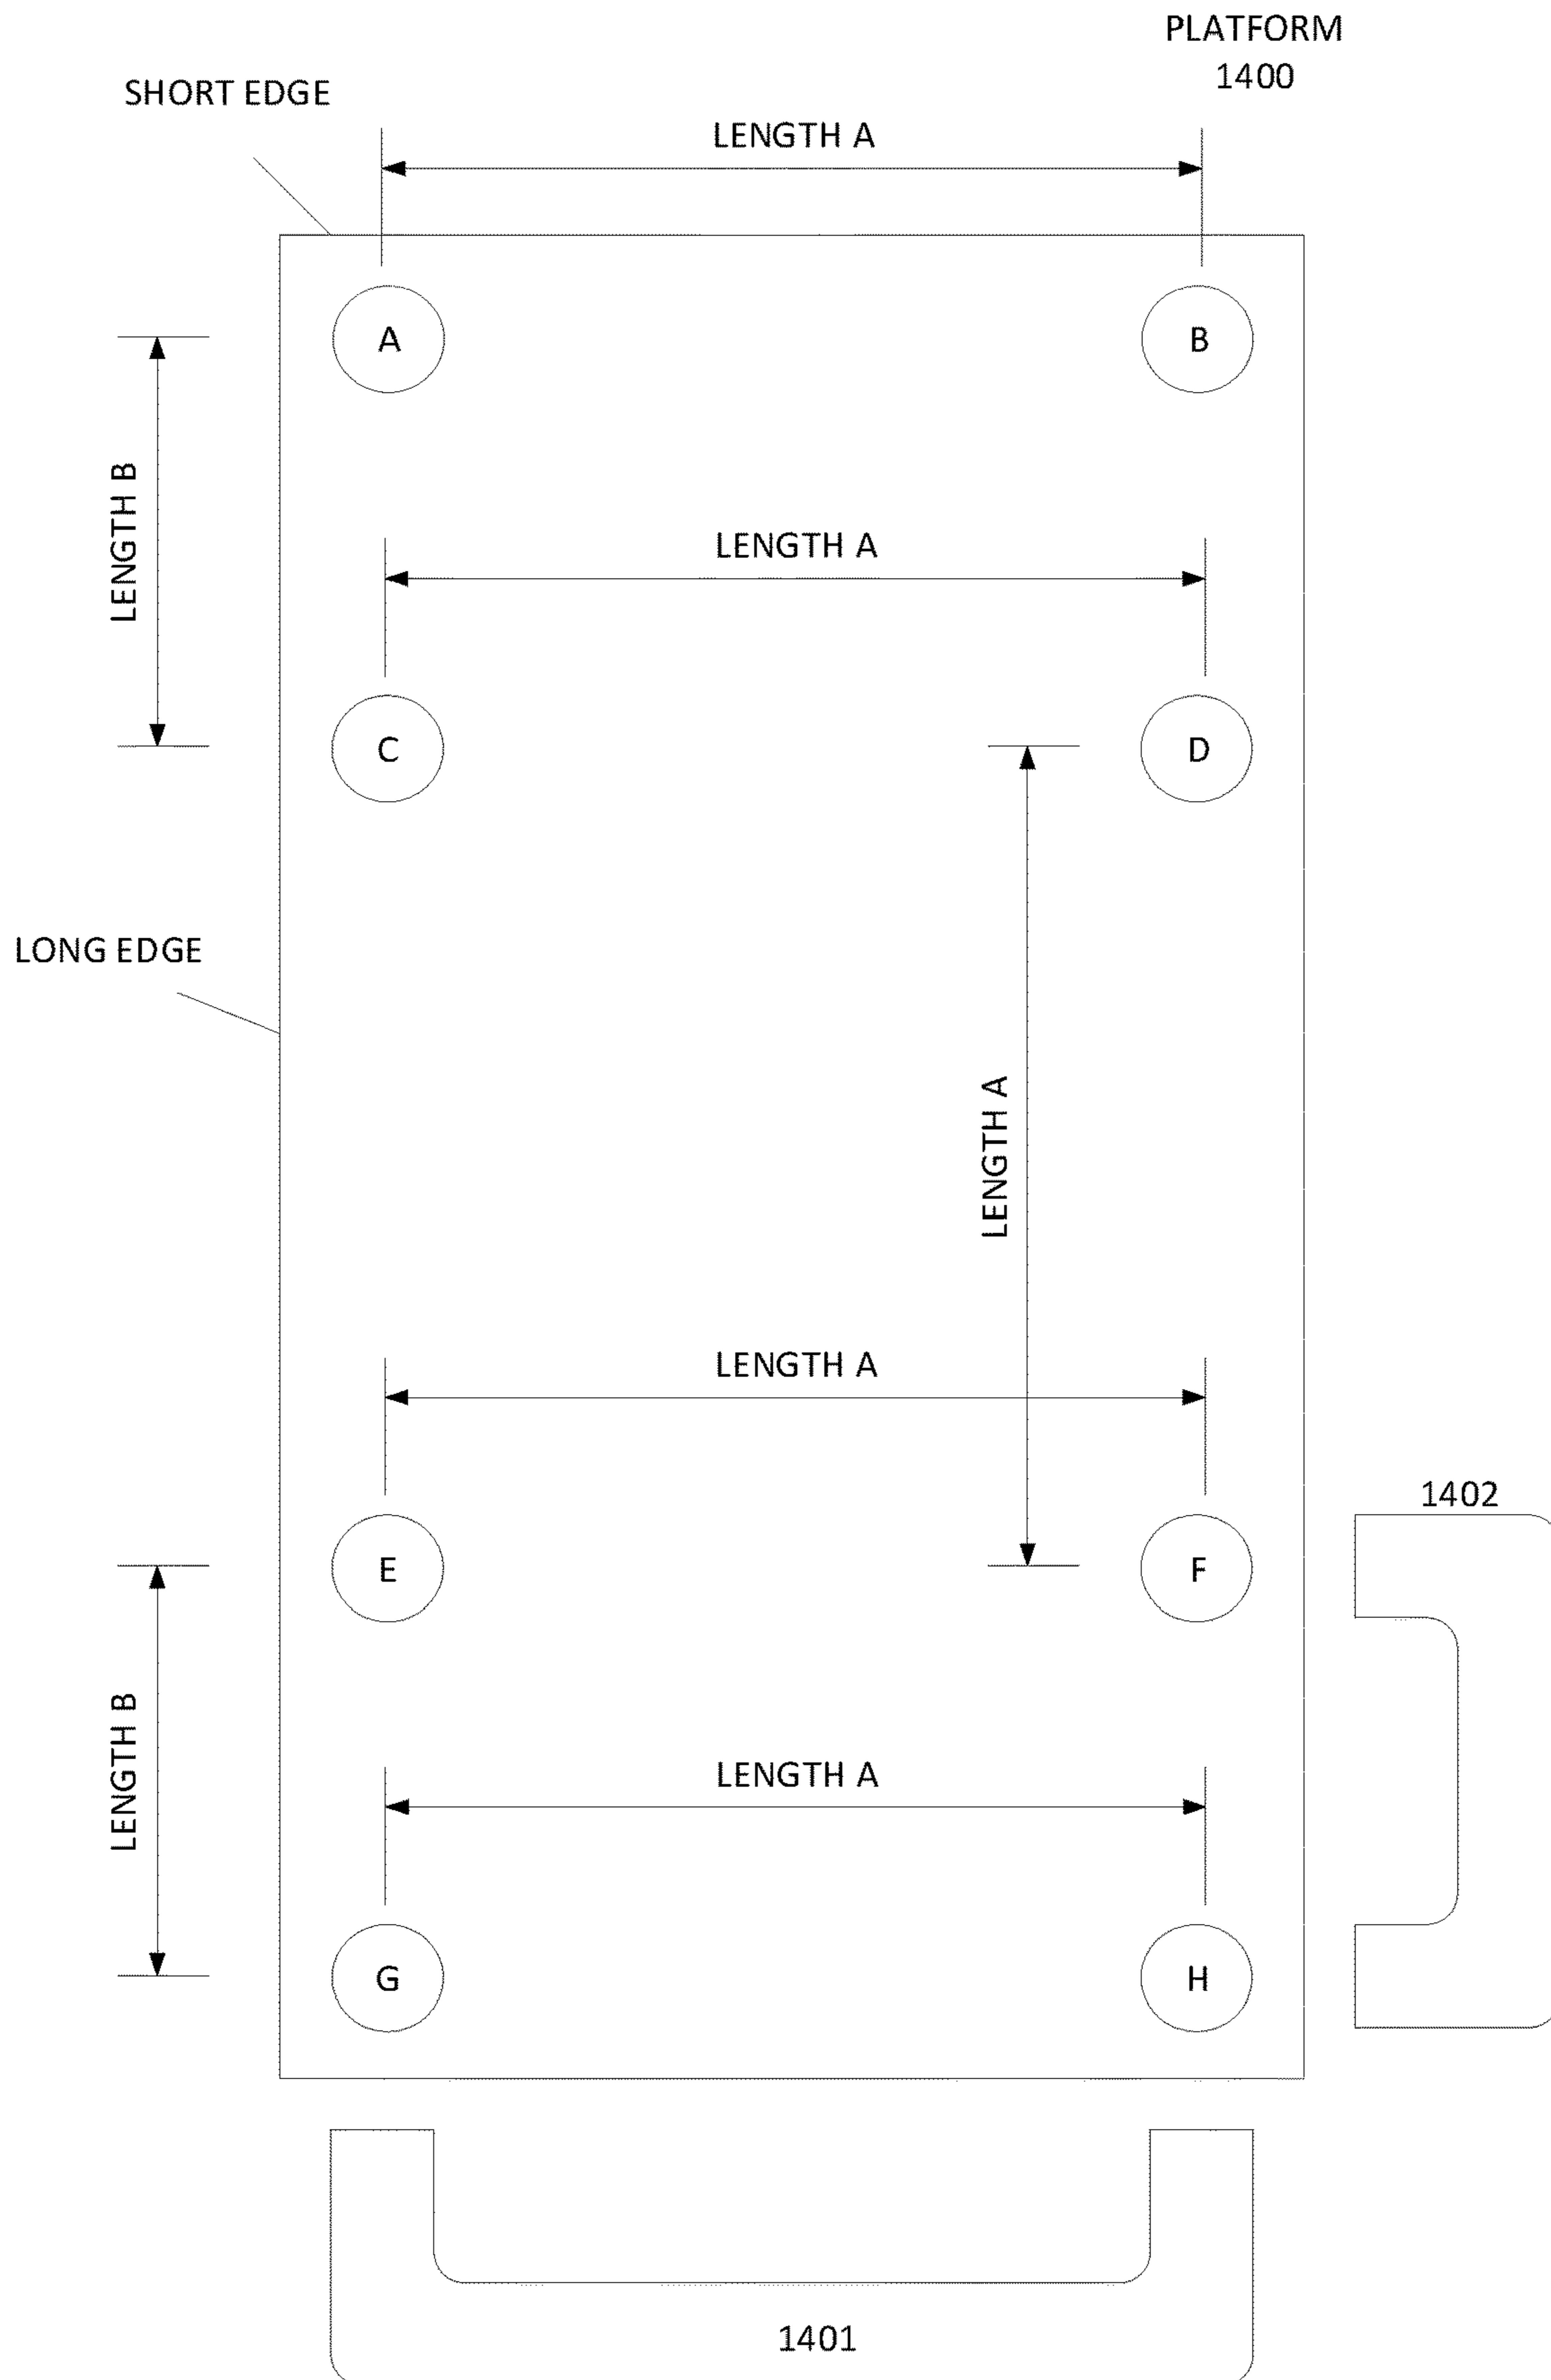 PLATFORM
1400
SHORT EDGE
LENGTH A
A
B
LENGTH B
LENGTH A
C
D
LONG EDGE
LENGTH A
LENGTH A
1402
E
F
LENGTH B
LENGTH A
G
H
1401